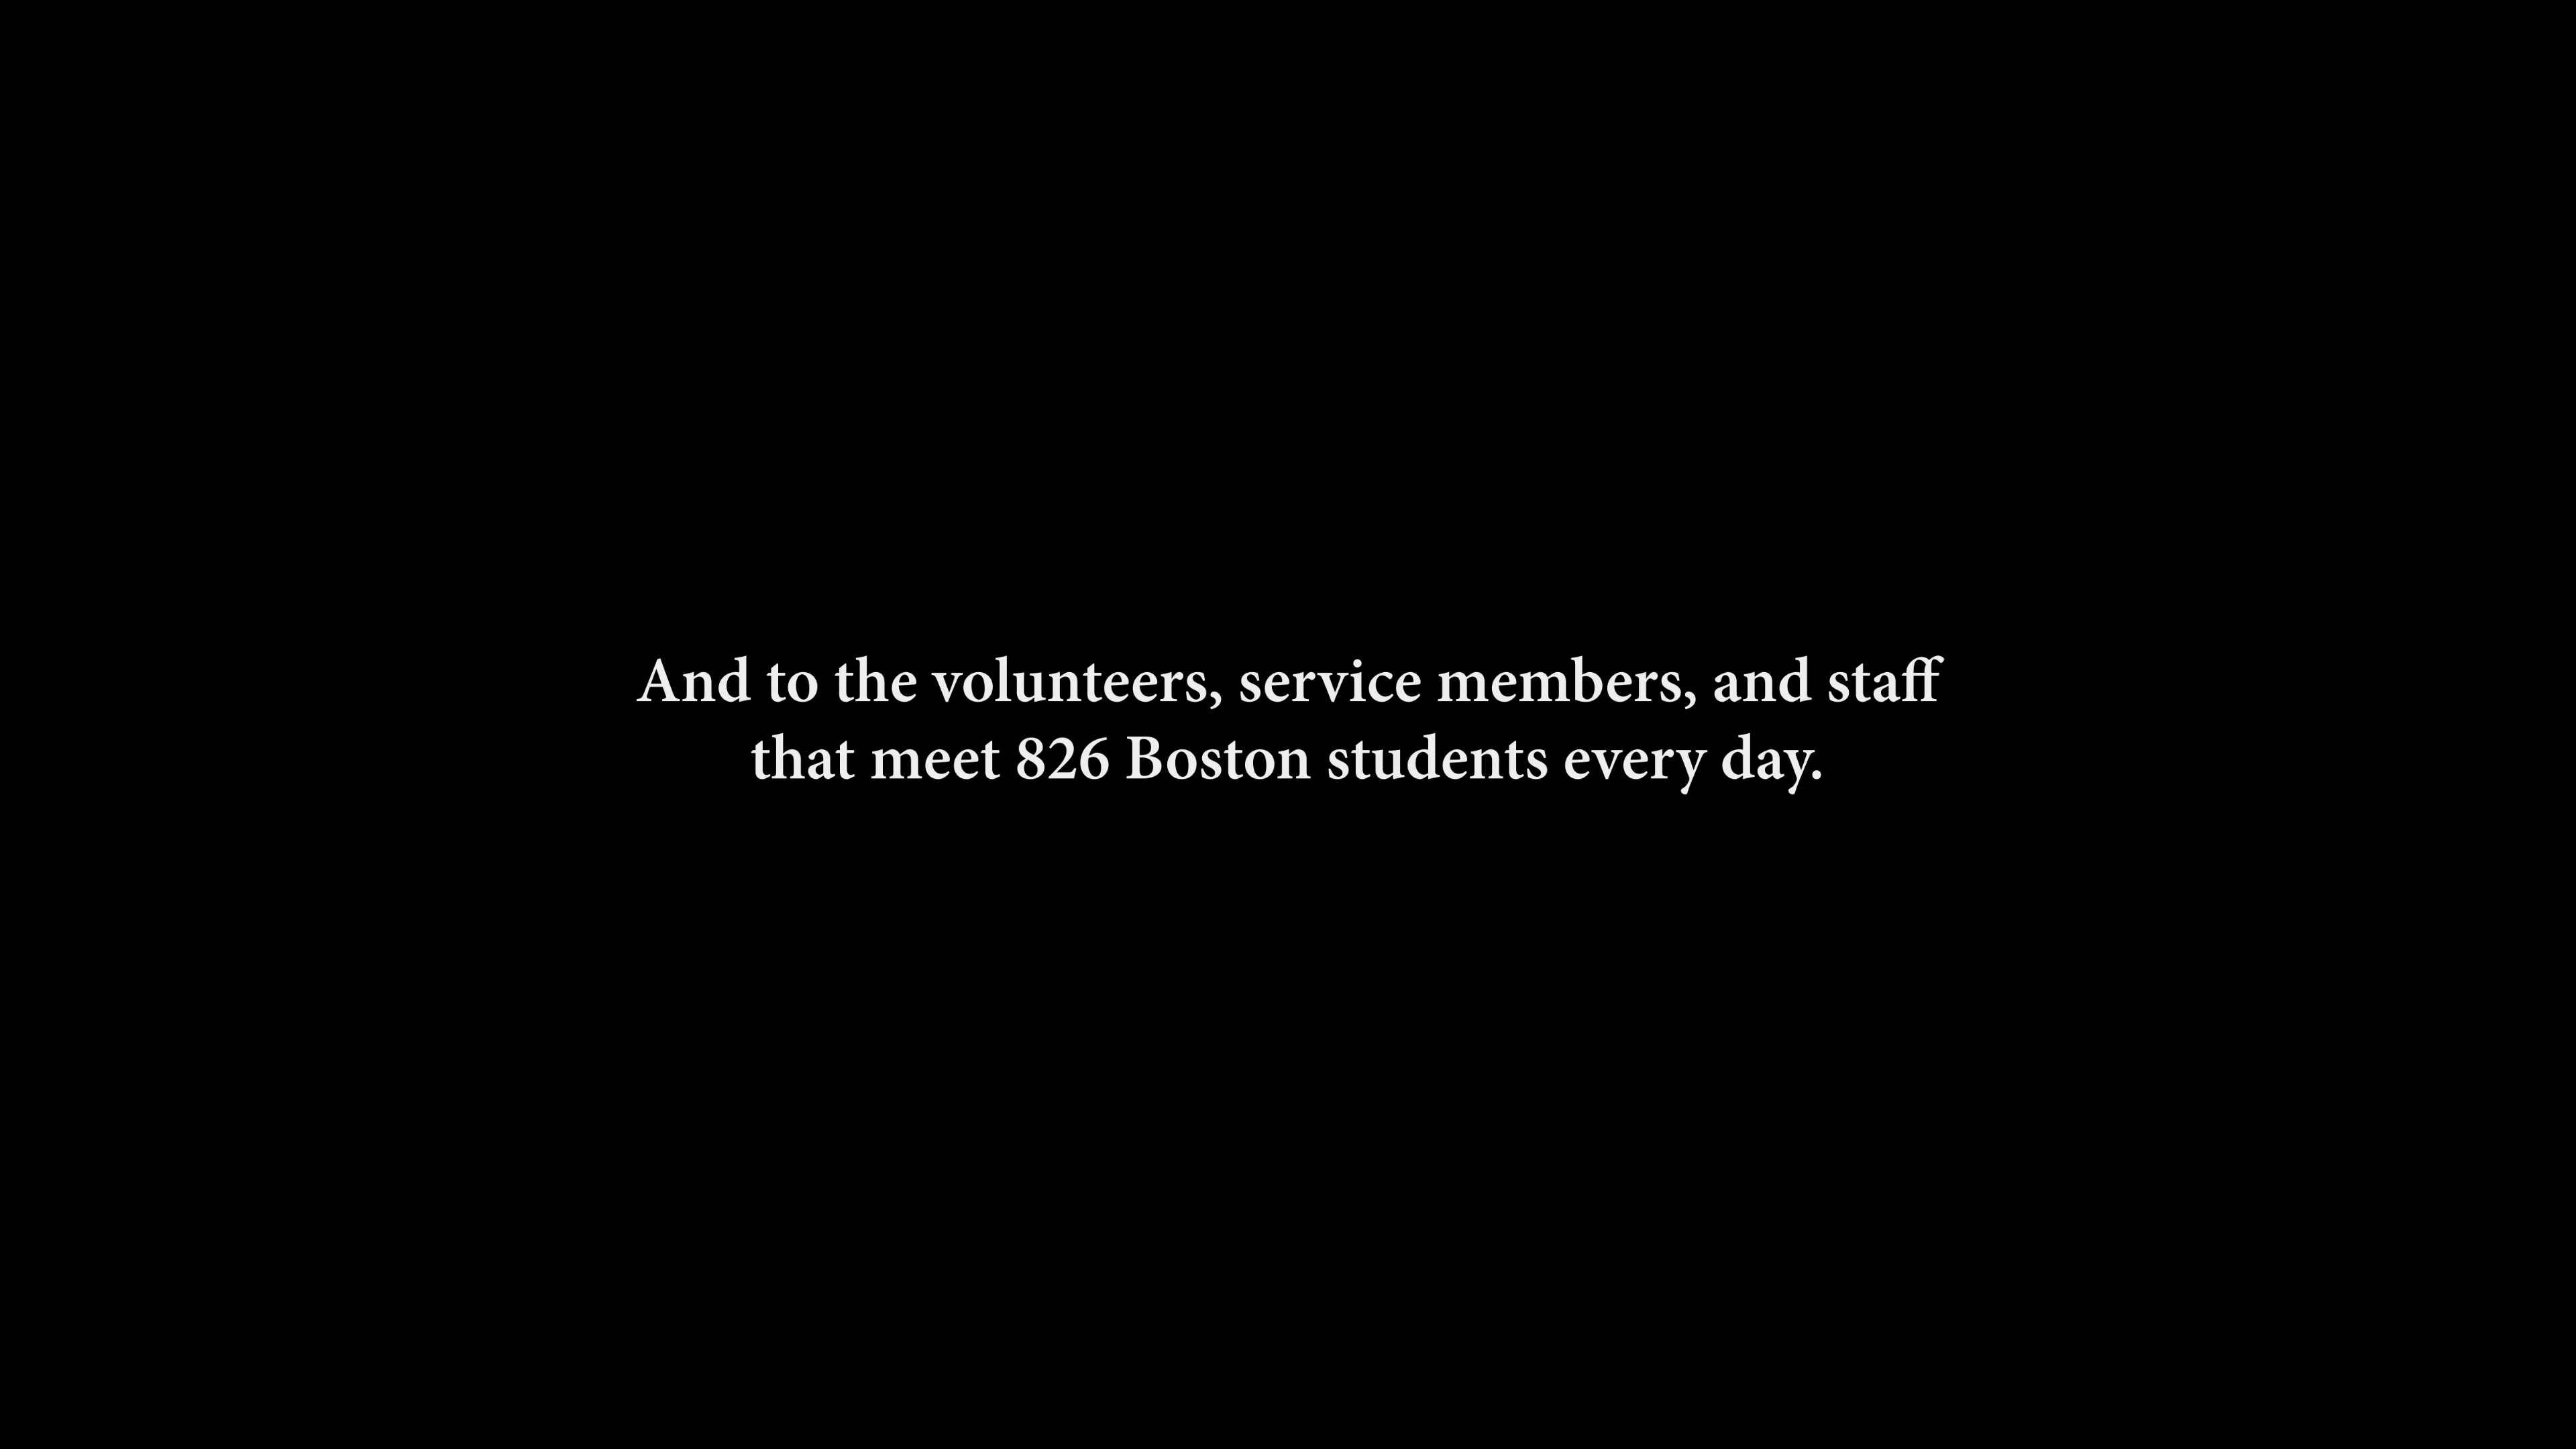 And to the volunteers, service members, and staff
that meet 826 Boston students every day.